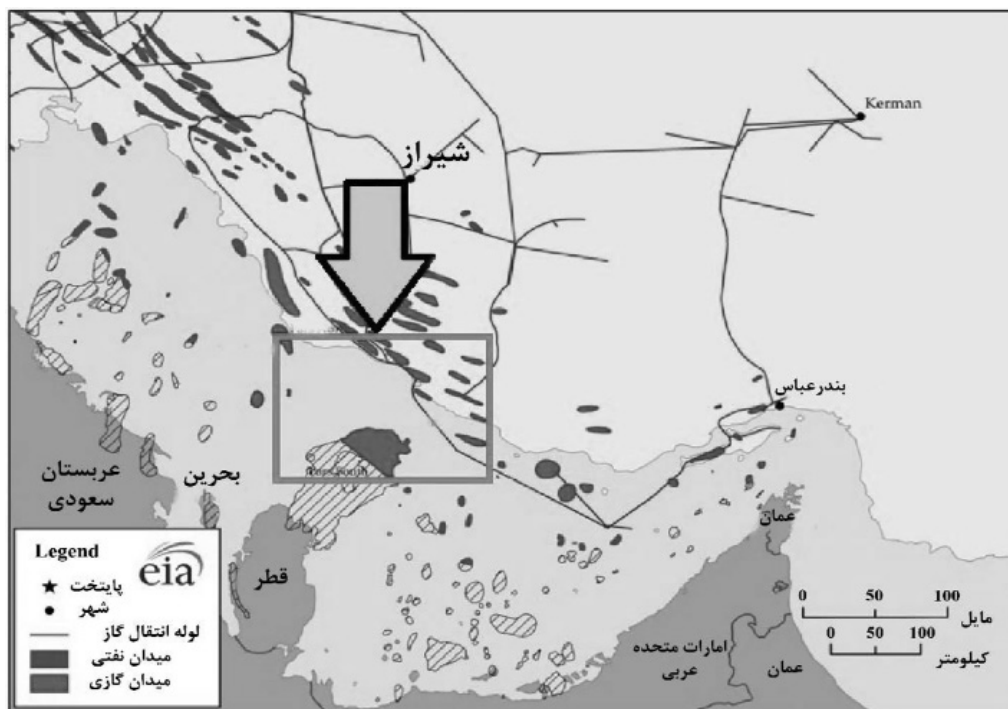 Kerman
شیراز
بندرعباس
عربستان
سعودی
بحرین
قطر
عمان
امارات متحده
عربی
عمان
0 50 100
مایل
0 50 100
کیلومتر
Legend
eia
پایتخت
شهر
لوله انتقال گاز
میدان نفتی
میدان گازی